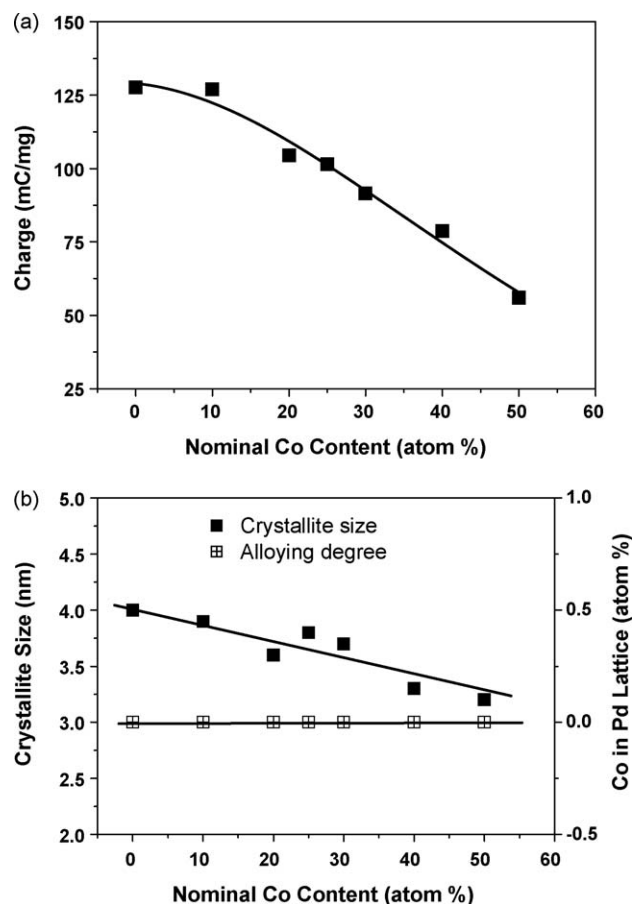 (a)
150
125
100
75
50
25
Charge (mC/mg)
0 10 20 30 40 50 60
Nominal Co Content (atom %)
(b)
5.0
4.5
4.0
3.5
3.0
2.5
2.0
Crystallite Size (nm)
Crystallite size
Alloying degree
1.0
0.5
0.0
-0.5
Co in Pd Lattice (atom %)
0 10 20 30 40 50 60
Nominal Co Content (atom %)